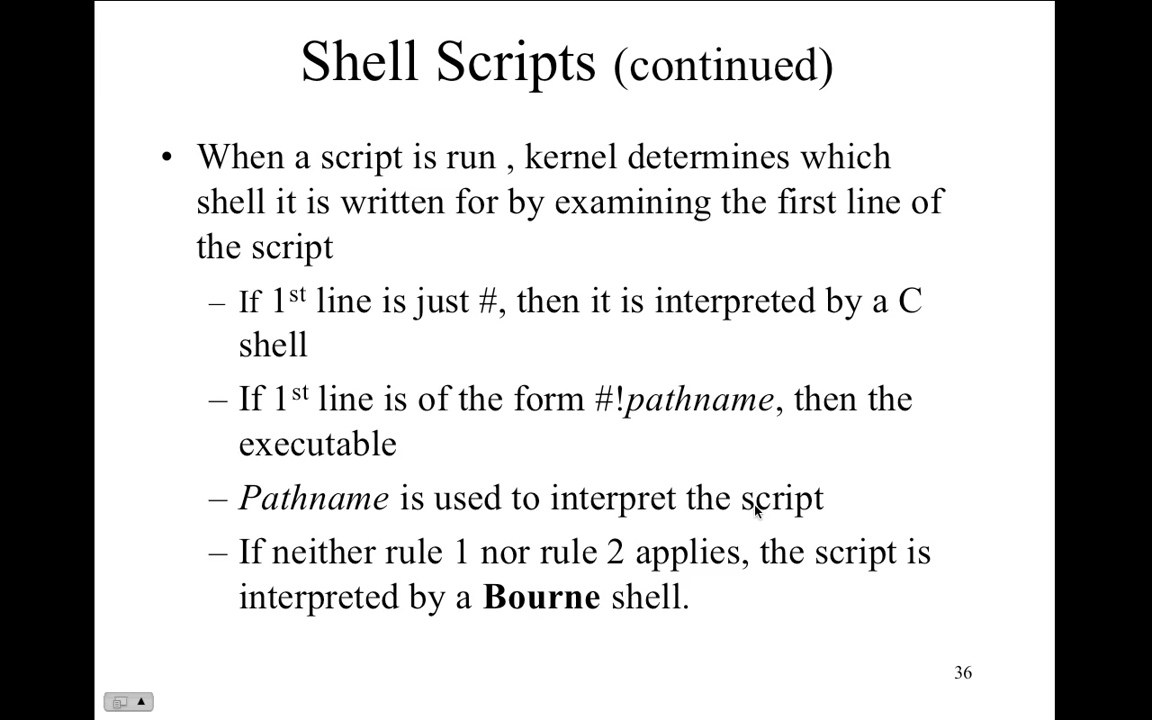 Shell Scripts (continued)
• When a script is run , kernel determines which
shell it is written for by examining the first line of
the script
– If 1st line is just #, then it is interpreted by a C
shell
– If 1st line is of the form #!pathname, then the
executable
– Pathname is used to interpret the script
– If neither rule 1 nor rule 2 applies, the script is
interpreted by a Bourne shell.
36